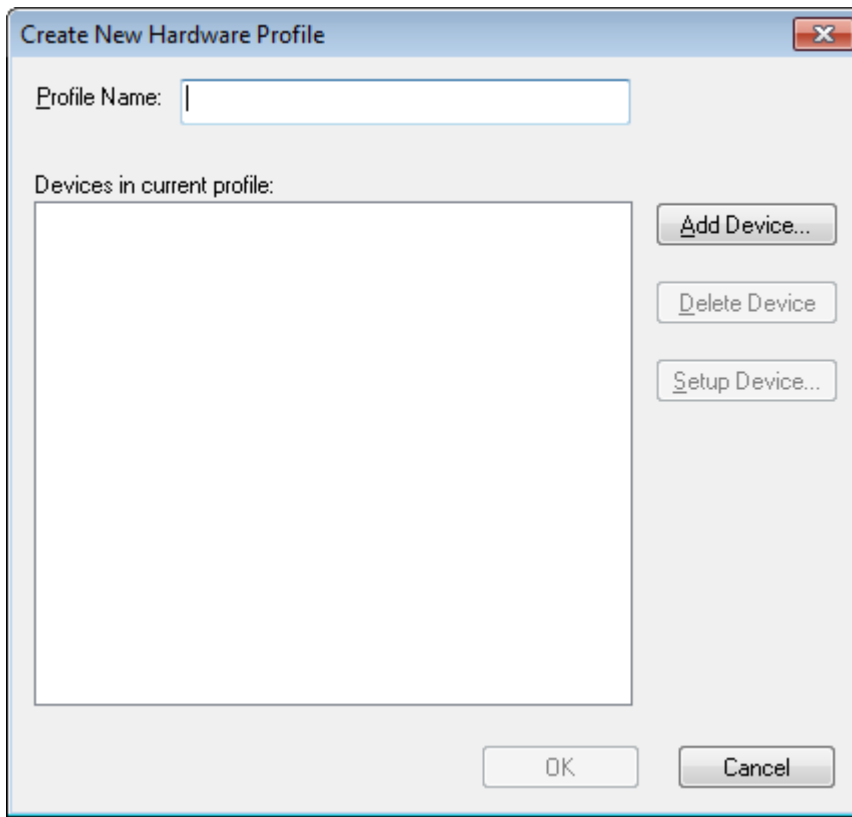 Create New Hardware Profile
Profile Name:
Devices in current profile:
Add Device...
Delete Device
Setup Device...
OK
Cancel